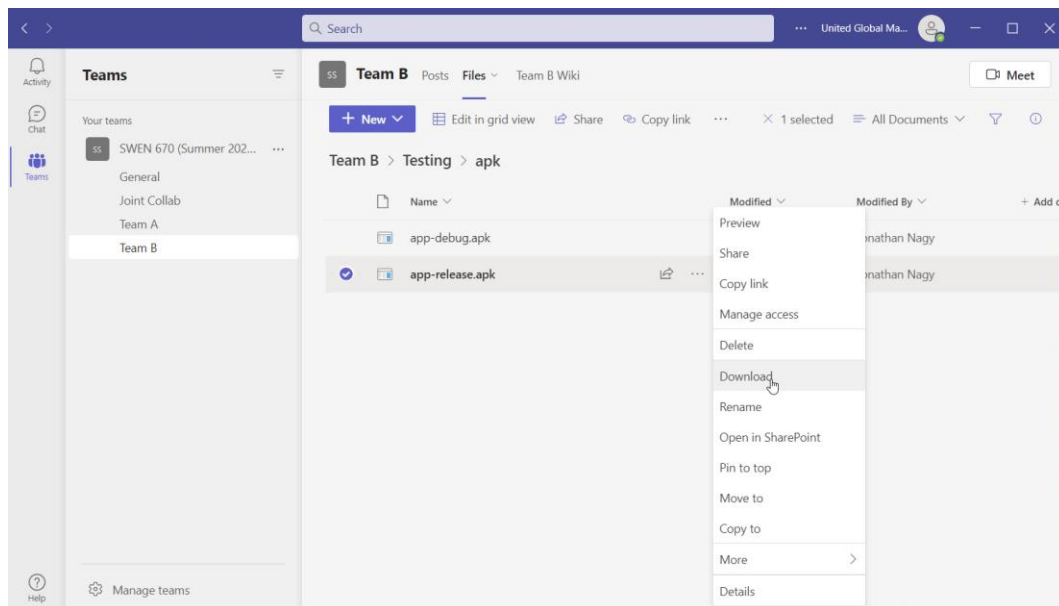 Search
... United Global Ma...
Activity
Chat
Teams
Help
Teams
Your teams
SS SWEN 670 (Summer 202... ...
General
Joint Collab
Team A
Team B
Manage teams
SS Team B Posts Files Team B Wiki
Meet
+ New Edit in grid view Share Copy link ... 1 selected All Documents
Team B > Testing > apk
Name Modified Modified By + Add
app-debug.apk Nagy
app-release.apk ... Nagy
Preview
Share
Copy link
Manage access
Delete
Download
Rename
Open in SharePoint
Pin to top
Move to
Copy to
More
Details